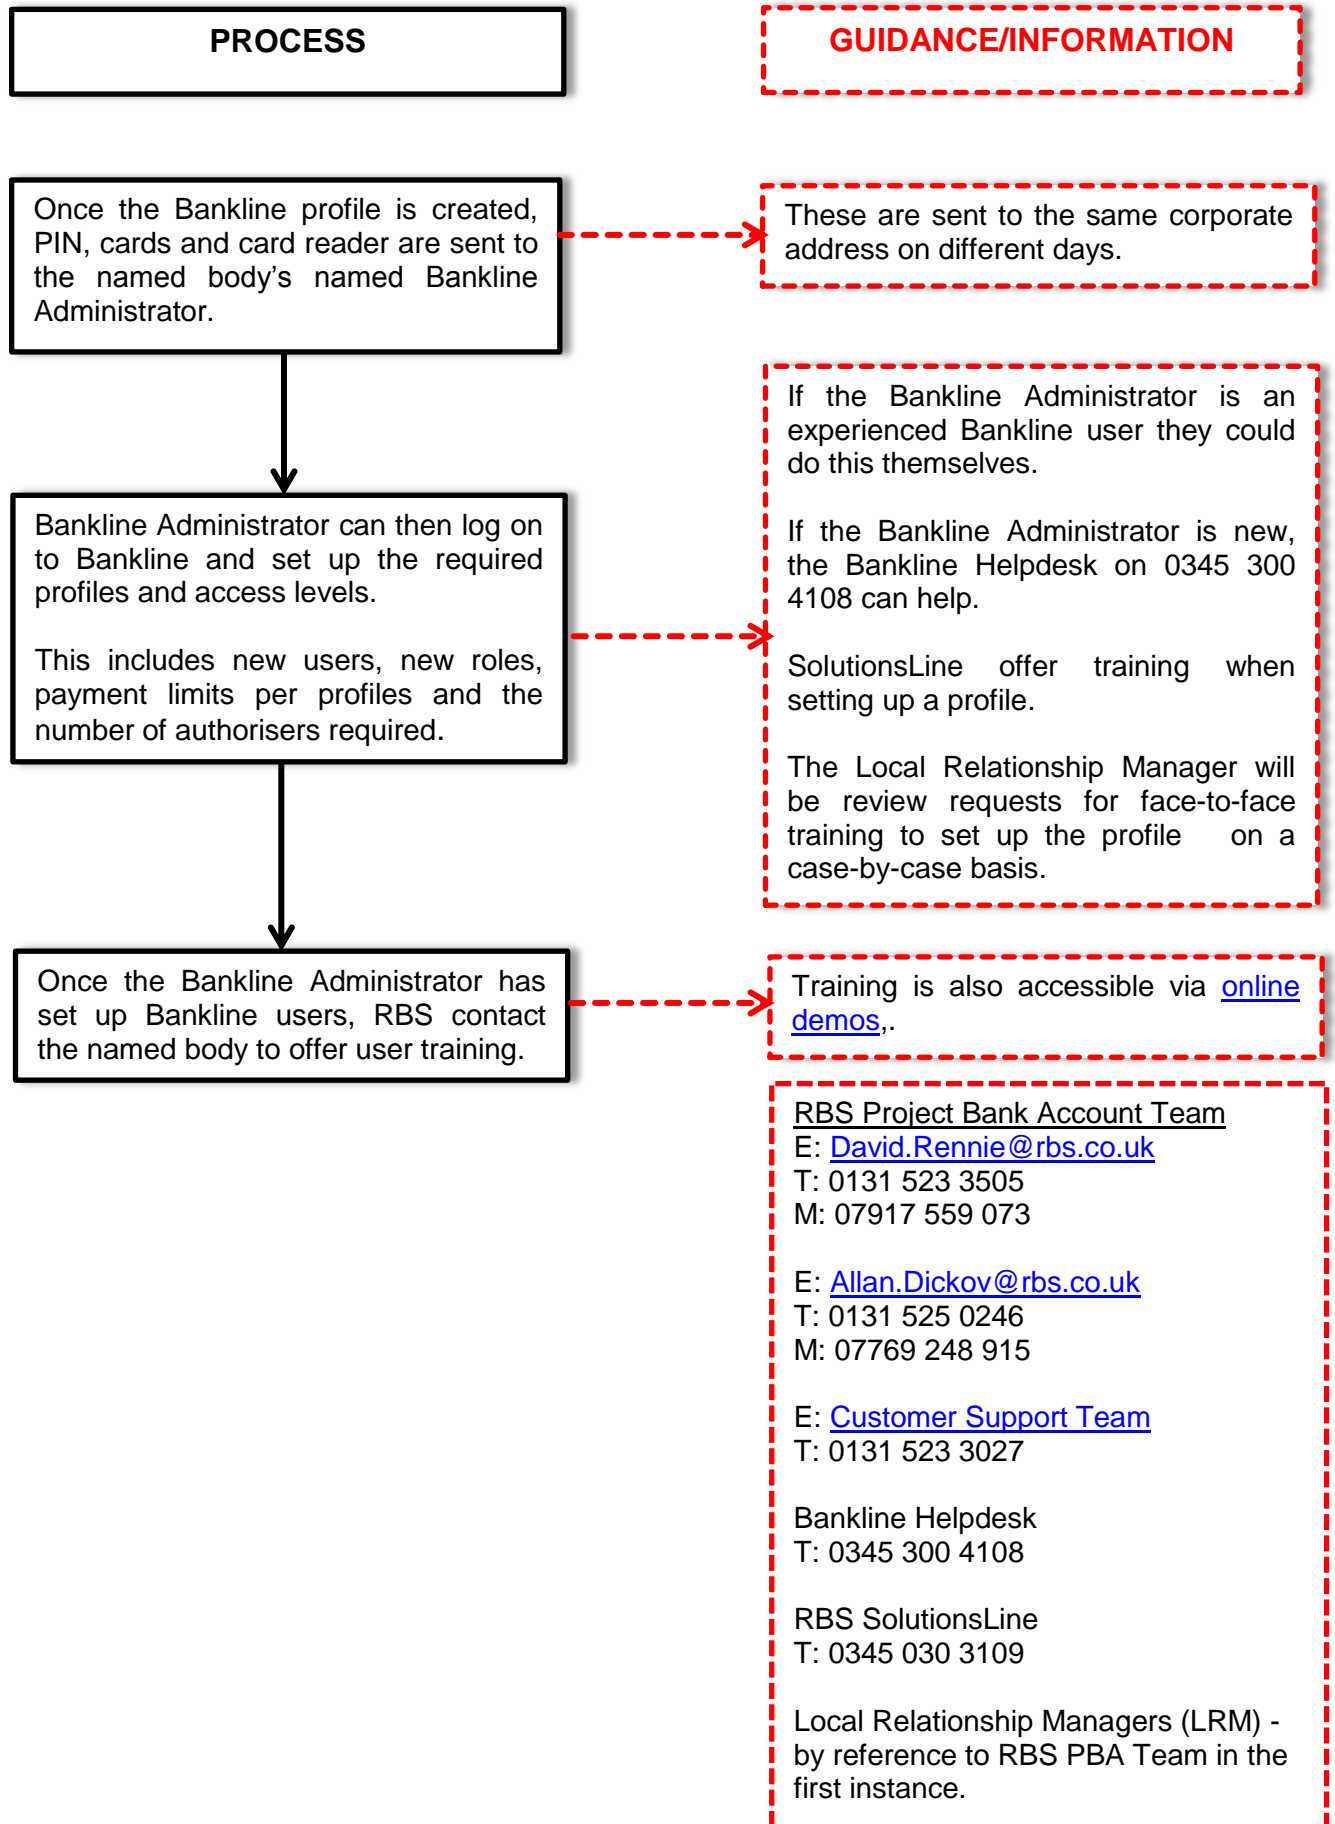 PROCESS
GUIDANCE/INFORMATION
Once the Bankline profile is created,
PIN, cards and card reader are sent to
the named body's named Bankline
Administrator.
These are sent to the same corporate
address on different days.
Bankline Administrator can then log on
to Bankline and set up the required
profiles and access levels.
This includes new users, new roles,
payment limits per profiles and the
number of authorisers required.
If the Bankline Administrator is an
experienced Bankline user they could
do this themselves.
If the Bankline Administrator is new,
the Bankline Helpdesk on 0345 300
4108 can help.
SolutionsLine offer training when
setting up a profile.
The Local Relationship Manager will
be review requests for face-to-face
training to set up the profile on a
case-by-case basis.
Once the Bankline Administrator has
set up Bankline users, RBS contact
the named body to offer user training.
Training is also accessible via online
demos,.
RBS Project Bank Account Team
E: David.Rennie@rbs.co.uk
T: 0131 523 3505
M: 07917 559 073
E: Allan.Dickov@rbs.co.uk
T: 0131 525 0246
M: 07769 248 915
E: Customer Support Team
T: 0131 523 3027
Bankline Helpdesk
T: 0345 300 4108
RBS SolutionsLine
T: 0345 030 3109
Local Relationship Managers (LRM) -
by reference to RBS PBA Team in the
first instance.